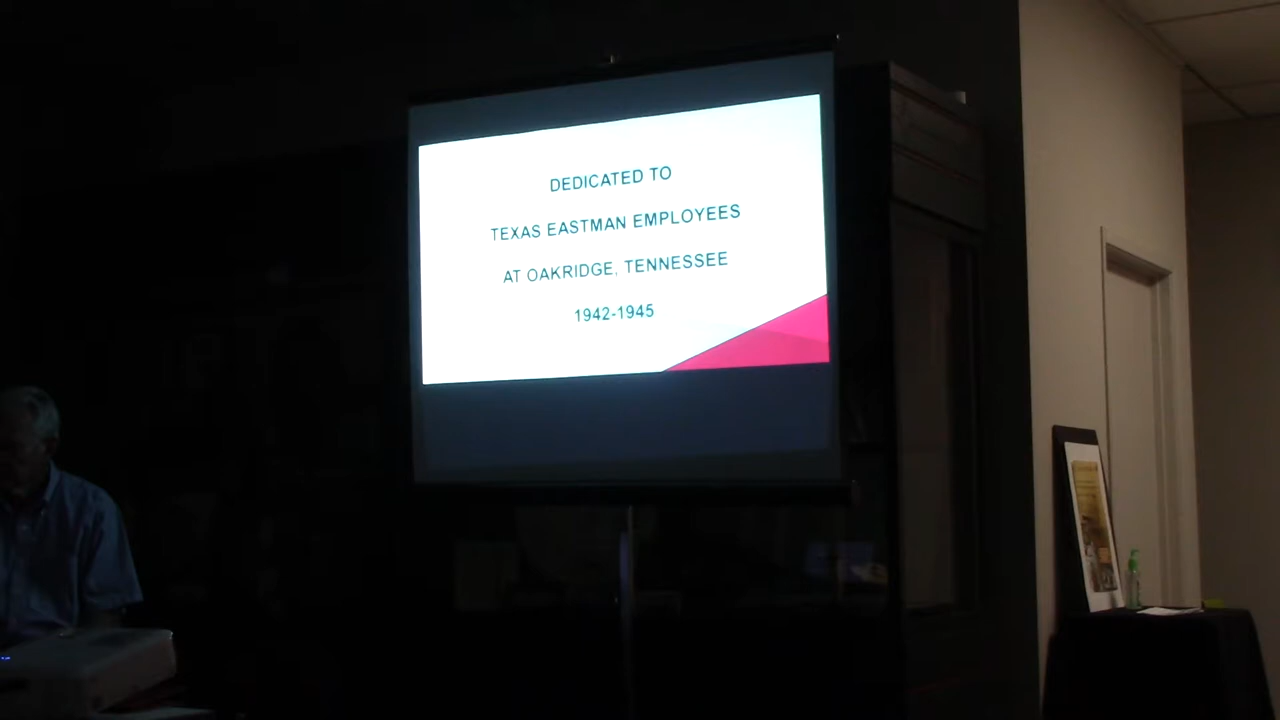 DEDICATED TO
TEXAS EASTMAN EMPLOYEES
AT OAKRIDGE, TENNESSEE
1942-1945